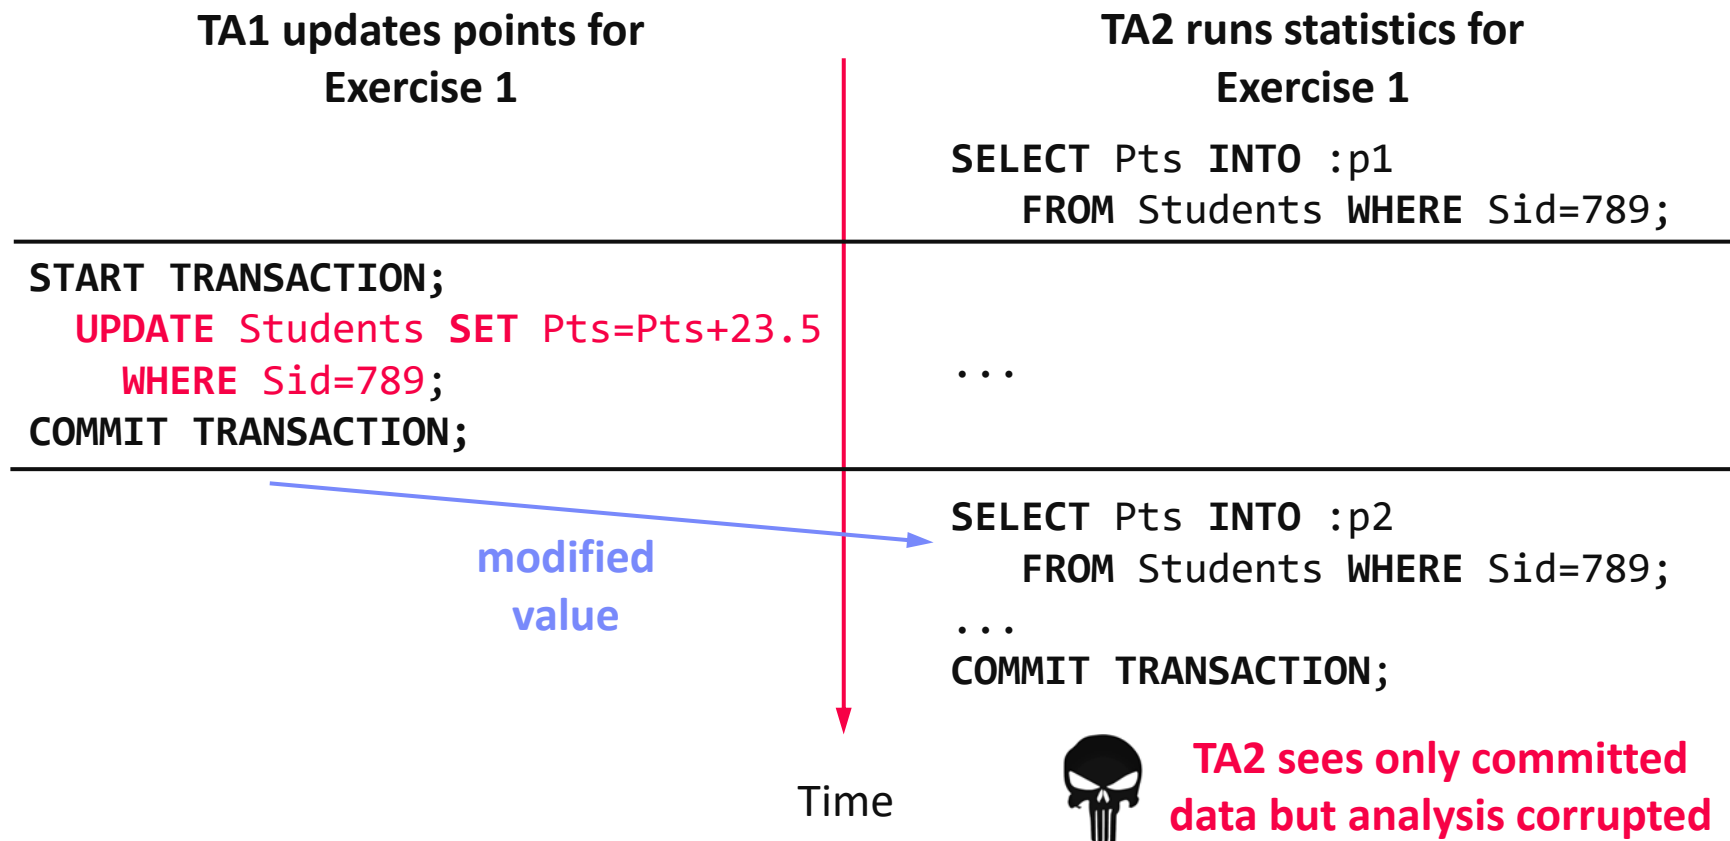 TA1 updates points for
Exercise 1
TA2 runs statistics for
Exercise 1
SELECT Pts INTO :p1
FROM Students WHERE Sid=789;
START TRANSACTION;
UPDATE Students SET Pts=Pts+23.5
WHERE Sid=789;
COMMIT TRANSACTION;
...
modified
value
SELECT Pts INTO :p2
FROM Students WHERE Sid=789;
...
COMMIT TRANSACTION;
Time
TA2 sees only committed
data but analysis corrupted